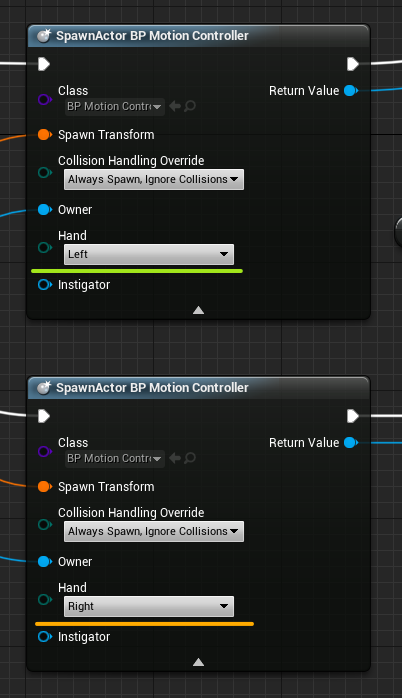 SpawnActor BP Motion Controller
Class
Return Value
BP Motion Contr
Spawn Transform
Collision Handling Override
Always Spawn, Ignore Collisions
Owner
Hand
Left
Instigator
SpawnActor BP Motion Controller
Class
Return Value
BP Motion Contr
Spawn Transform
Collision Handling Override
Always Spawn, Ignore Collisions
Owner
Hand
Right
Instigator